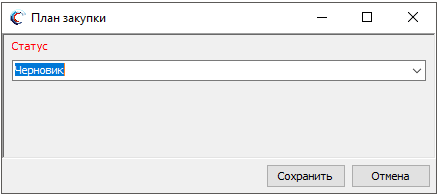 План закупки
Статус
Черновик
Сохранить
Отмена